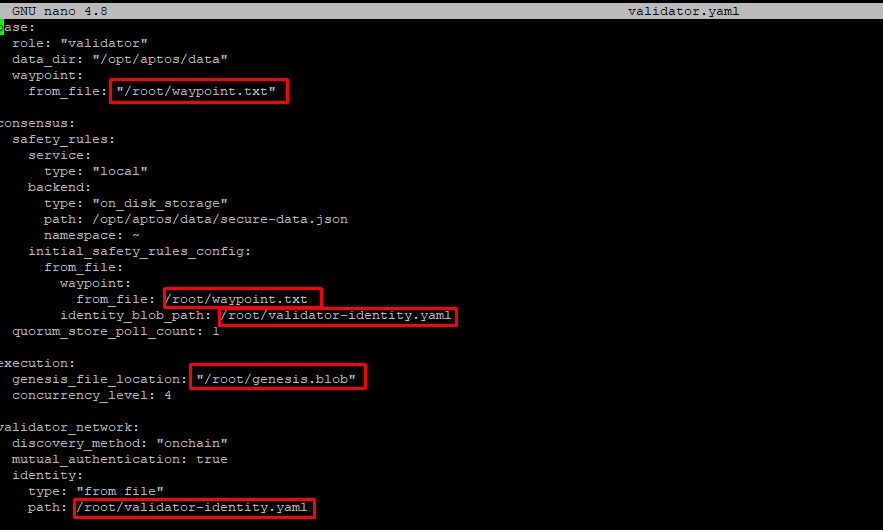 GNU nano 4.8 validator.yaml
base:
  role: "validator"
  data_dir: "/opt/aptos/data"
  waypoint:
    from_file: "/root/waypoint.txt"

consensus:
  safety_rules:
    service:
      type: "local"
    backend:
      type: "on_disk_storage"
      path: /opt/aptos/data/secure-data.json
      namespace: ~
    initial_safety_rules_config:
      from_file:
        waypoint:
          from_file: /root/waypoint.txt
        identity_blob_path: /root/validator-identity.yaml
  quorum_store_poll_count: 1

execution:
  genesis_file_location: "/root/genesis.blob"
  concurrency_level: 4

validator_network:
  discovery_method: "onchain"
  mutual_authentication: true
  identity:
    type: "from_file"
    path: /root/validator-identity.yaml